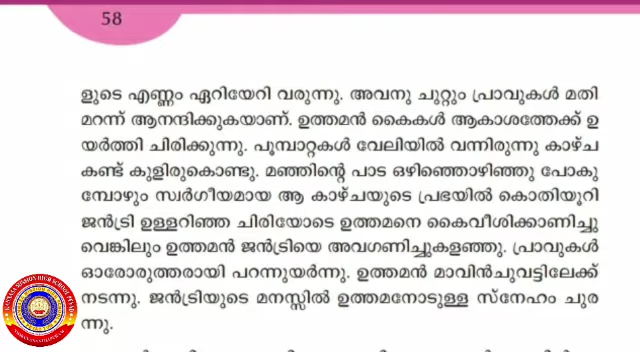 58
ളുടെ എണ്ണം ഏറിയേറി വരുന്നു. അവനു ചുറ്റും പ്രാവുകൾ മതി
മറന്ന് ആനന്ദിക്കുകയാണ്. ഉത്തമൻ കൈകൾ ആകാശത്തേക്ക് ഉ
യർത്തി ചിരിക്കുന്നു. പൂമ്പാറ്റകൾ വേലിയിൽ വന്നിരുന്നു കാഴ്ച
കണ്ട് കുളിരുകൊണ്ടു. മഞ്ഞിന്റെ പാട ഒഴിഞ്ഞൊഴിഞ്ഞു പോകു
മ്പോഴും സ്വർഗീയമായ ആ കാഴ്ചയുടെ പ്രഭയിൽ കൊതിയൂറി
ജൻട്രി ഉള്ളറിഞ്ഞ ചിരിയോടെ ഉത്തമനെ കൈവീശിക്കാണിച്ചു
വെങ്കിലും ഉത്തമൻ ജൻട്രിയെ അവഗണിച്ചുകളഞ്ഞു. പ്രാവുകൾ
ഓരോരുത്തരായി പറന്നുയർന്നു. ഉത്തമൻ മാവിൻചുവട്ടിലേക്ക്
നടന്നു. ജൻട്രിയുടെ മനസ്സിൽ ഉത്തമനോടുള്ള സ്നേഹം ചുര
ന്നു.